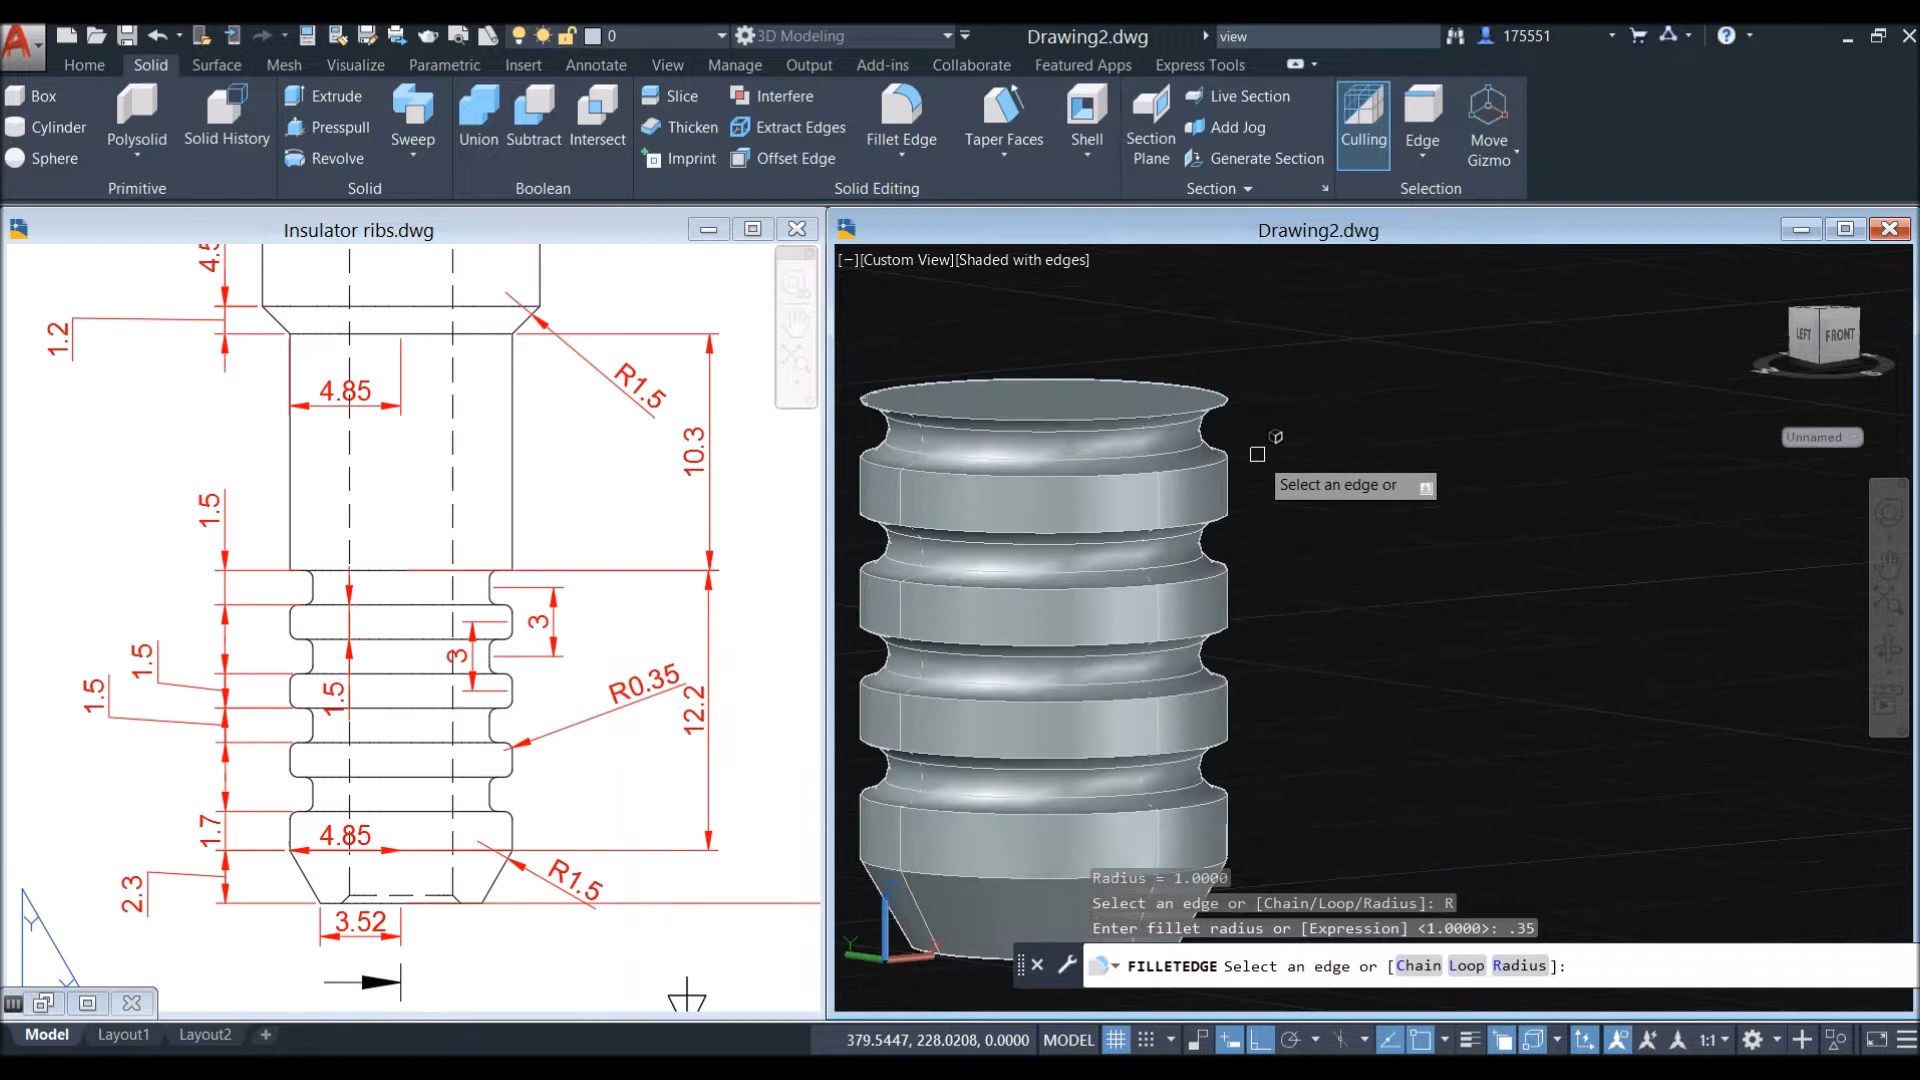 0
3D Modeling
Drawing2.dwg
view
175551
Home
Solid
Surface
Mesh
Visualize
Parametric
Insert
Annotate
View
Manage
Output
Add-ins
Collaborate
Featured Apps
Express Tools
Box
Cylinder
Sphere
Polysolid
Solid History
Extrude
Presspull
Revolve
Sweep
Union
Subtract
Intersect
Slice
Thicken
Imprint
Interfere
Extract Edges
Offset Edge
Fillet Edge
Taper Faces
Shell
Section
Plane
Live Section
Add Jog
Generate Section
Culling
Edge
Move
Gizmo
Primitive
Solid
Boolean
Solid Editing
Section
Selection
Insulator ribs.dwg
Drawing2.dwg
4.5
1.2
4.85
R1.5
10.3
1.5
3
1.5
3
1.5
1.5
R0.35
12.2
1.7
4.85
2.3
R1.5
3.52
Y
[−][Custom View][Shaded with edges]
LEFT
FRONT
Unnamed
Select an edge or
Radius = 1.0000
Select an edge or [Chain/Loop/Radius]: R
Enter fillet radius or [Expression] <1.0000>: .35
FILLETEDGE Select an edge or [Chain Loop Radius]:
Model
Layout1
Layout2
379.5447, 228.0208, 0.0000
MODEL
1:1